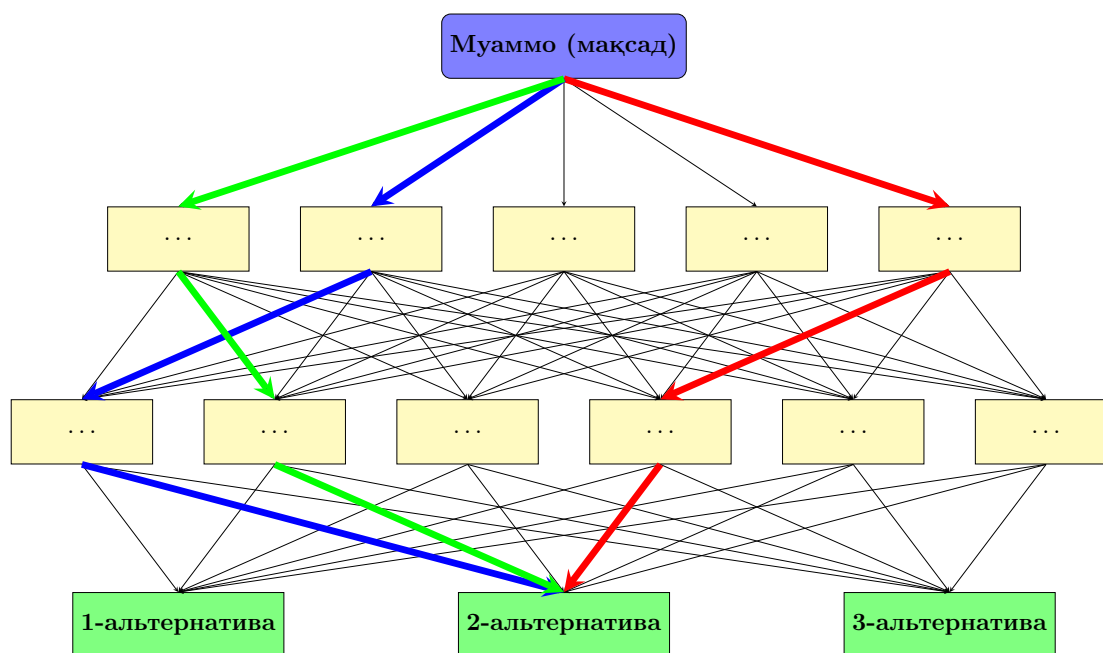 Муаммо (мақсад)
... ... ... ... ...
... ... ... ... ... ...
1-альтернатива 2-альтернатива 3-альтернатива